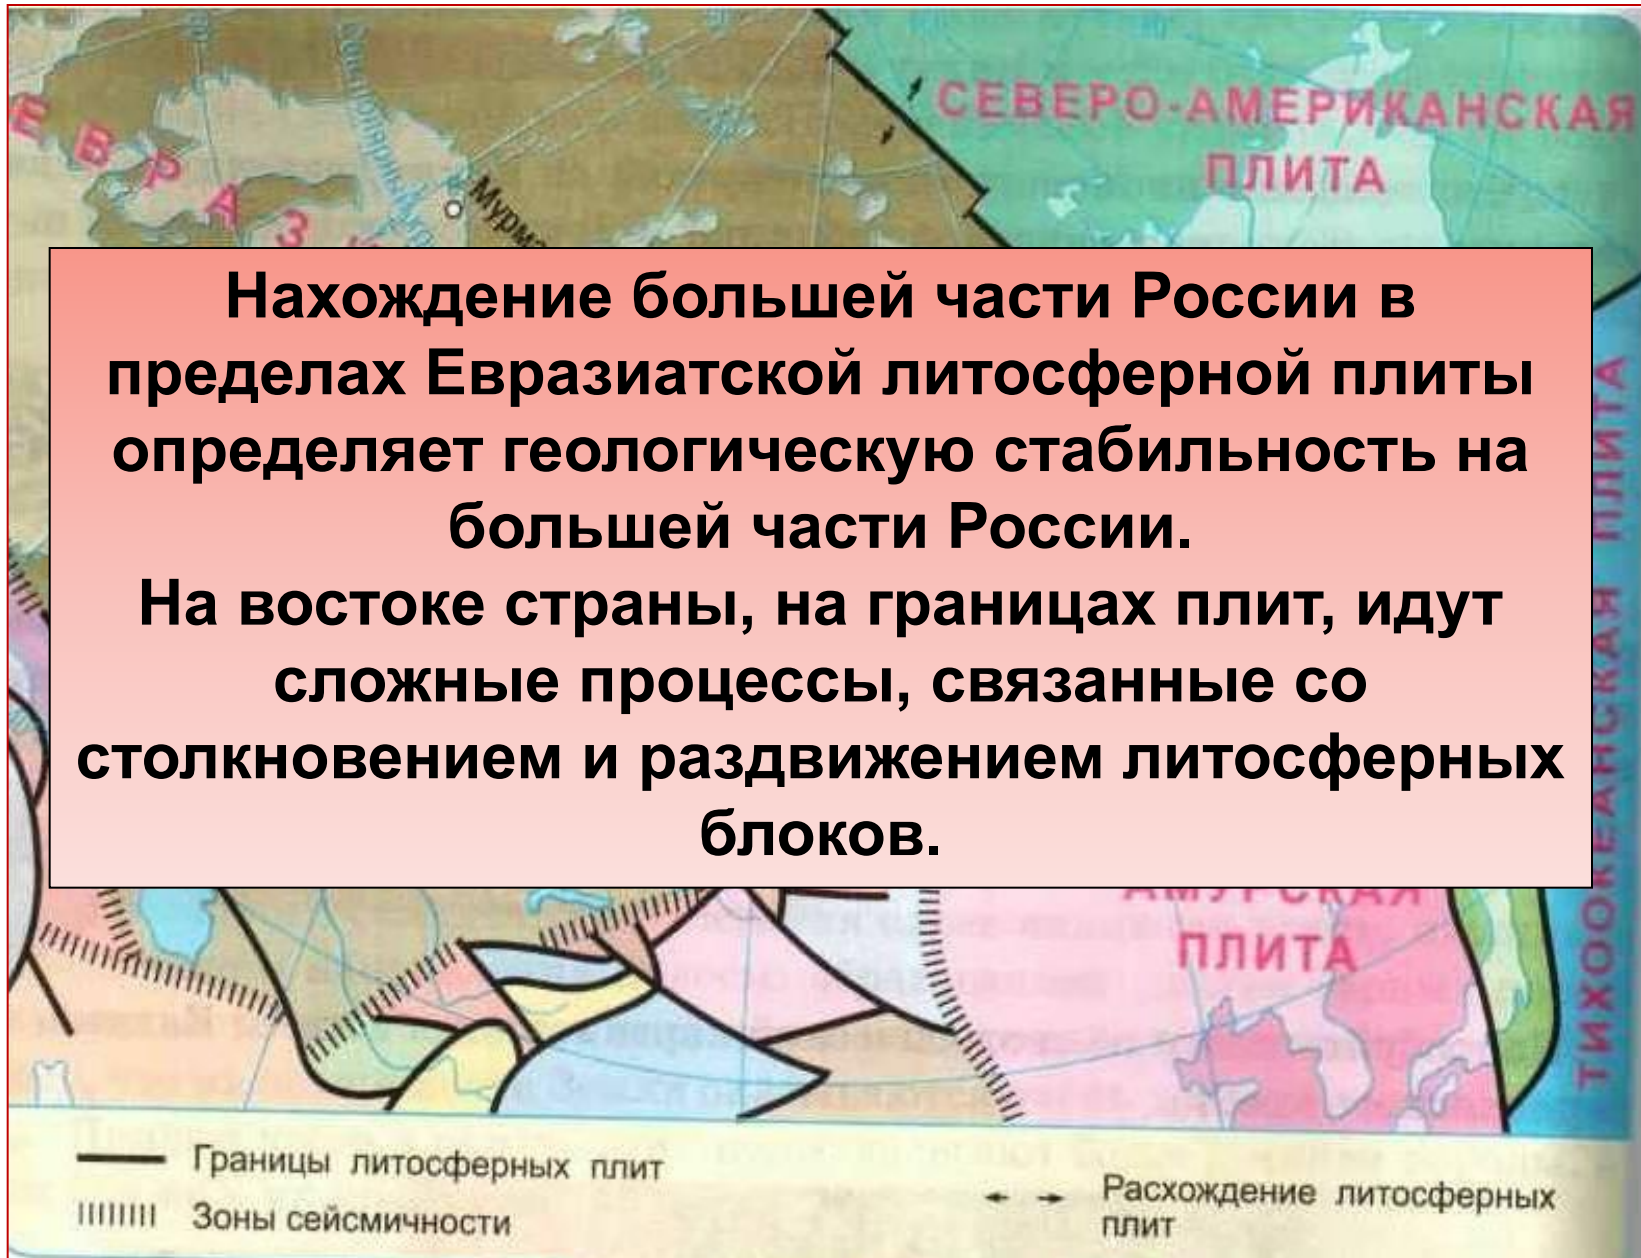 СЕВЕРО-АМЕРИКАНСКАЯ
ПЛИТА
Е В Р А З
Нахождение большей части России в
пределах Евразиатской литосферной плиты
определяет геологическую стабильность на
большей части России.
На востоке страны, на границах плит, идут
сложные процессы, связанные со
столкновением и раздвижением литосферных
блоков.
ТИХООКЕАНСКАЯ ПЛИТА
АМУРСКАЯ
ПЛИТА
Границы литосферных плит
Зоны сейсмичности
Расхождение литосферных
плит